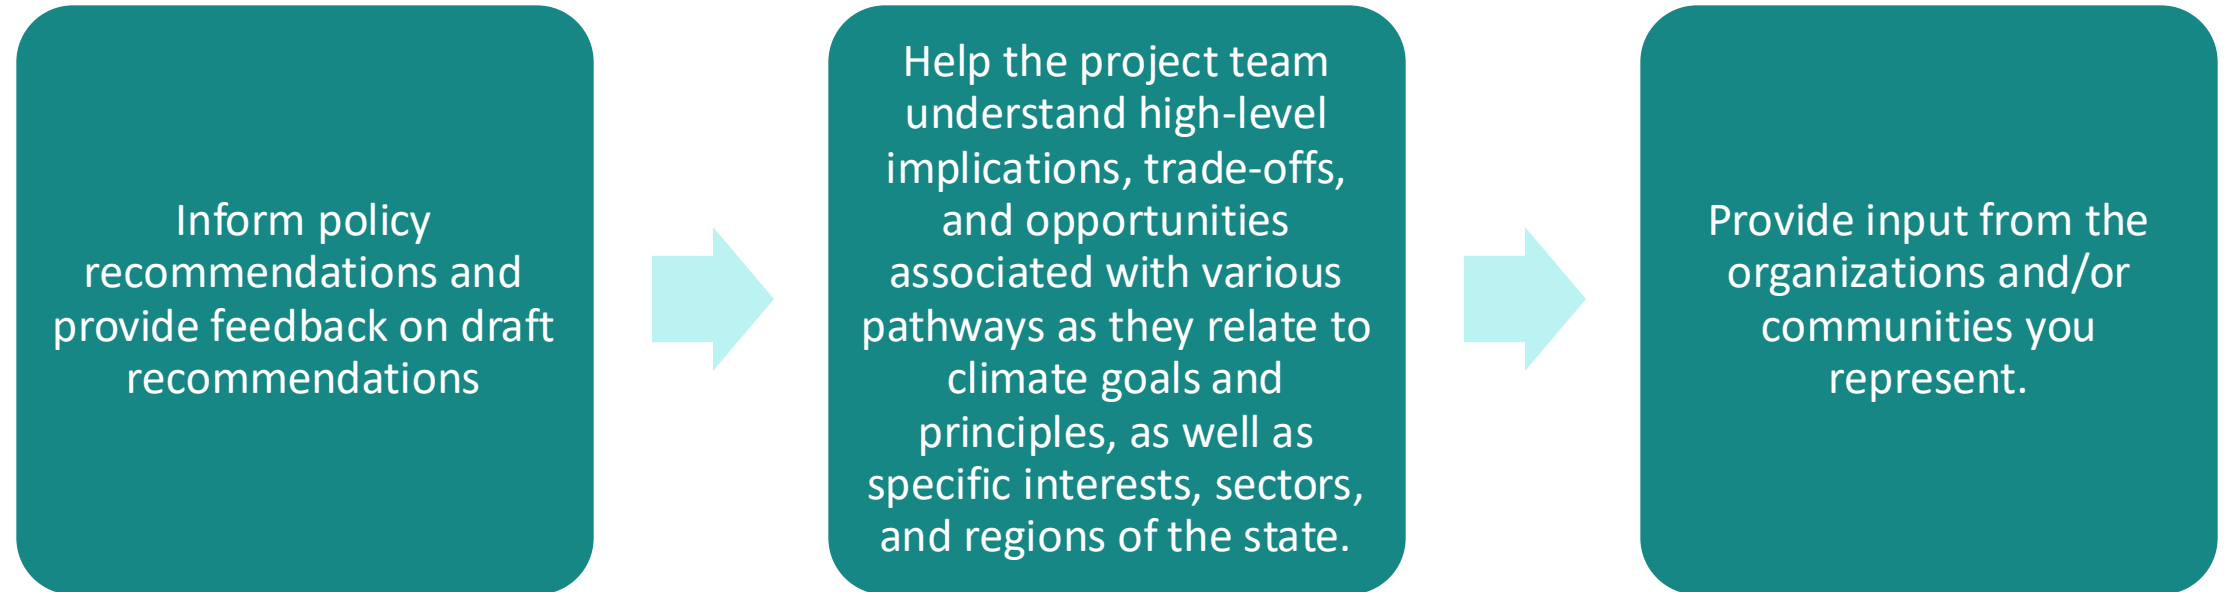 Inform policy
recommendations and
provide feedback on draft
recommendations
Help the project team
understand high-level
implications, trade-offs,
and opportunities
associated with various
pathways as they relate to
climate goals and
principles, as well as
specific interests, sectors,
and regions of the state.
Provide input from the
organizations and/or
communities you
represent.